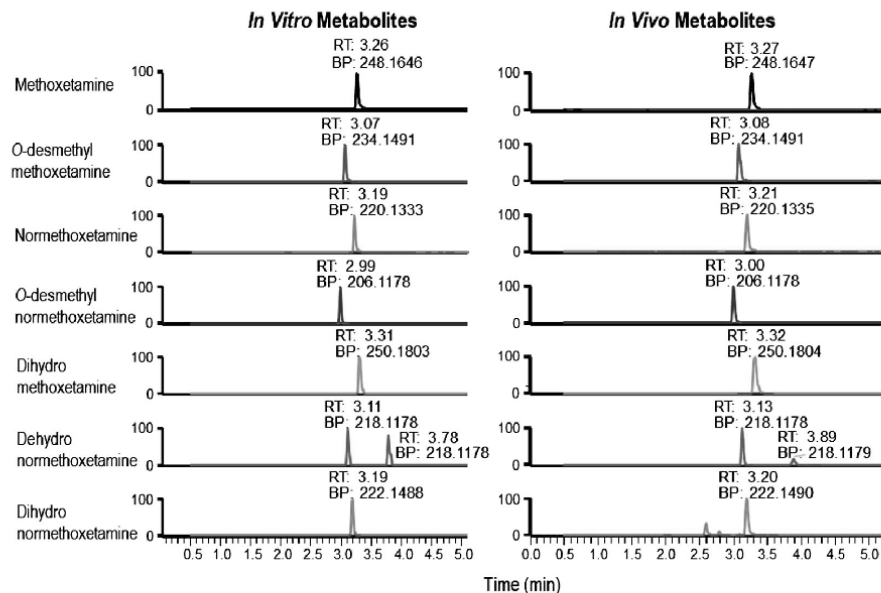 In Vitro Metabolites
In Vivo Metabolites
RT: 3.26
BP: 248.1646
RT: 3.27
BP: 248.1647
Methoxetamine
100
0
100
0
RT: 3.07
BP: 234.1491
RT: 3.08
BP: 234.1491
O-desmethyl
methoxetamine
100
0
100
0
RT: 3.19
BP: 220.1333
RT: 3.21
BP: 220.1335
Normethoxetamine
100
0
100
0
RT: 2.99
BP: 206.1178
RT: 3.00
BP: 206.1178
O-desmethyl
normethoxetamine
100
0
100
0
RT: 3.31
BP: 250.1803
RT: 3.32
BP: 250.1804
Dihydro
methoxetamine
100
0
100
0
RT: 3.11
BP: 218.1178
RT: 3.78
BP: 218.1178
RT: 3.13
BP: 218.1178
RT: 3.89
BP: 218.1179
Dehydro
normethoxetamine
100
0
100
0
RT: 3.19
BP: 222.1488
RT: 3.20
BP: 222.1490
Dihydro
normethoxetamine
100
0
100
0
0.5 1.0 1.5 2.0 2.5 3.0 3.5 4.0 4.5 5.0
0.0 0.5 1.0 1.5 2.0 2.5 3.0 3.5 4.0 4.5 5.0
Time (min)